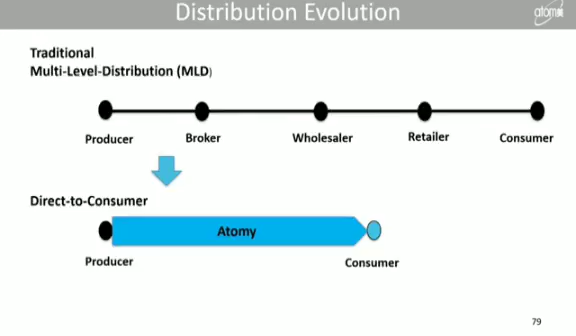 Distribution Evolution
atomy
Traditional
Multi-Level-Distribution (MLD)
Producer
Broker
Wholesaler
Retailer
Consumer
Direct-to-Consumer
Atomy
Producer
Consumer
79